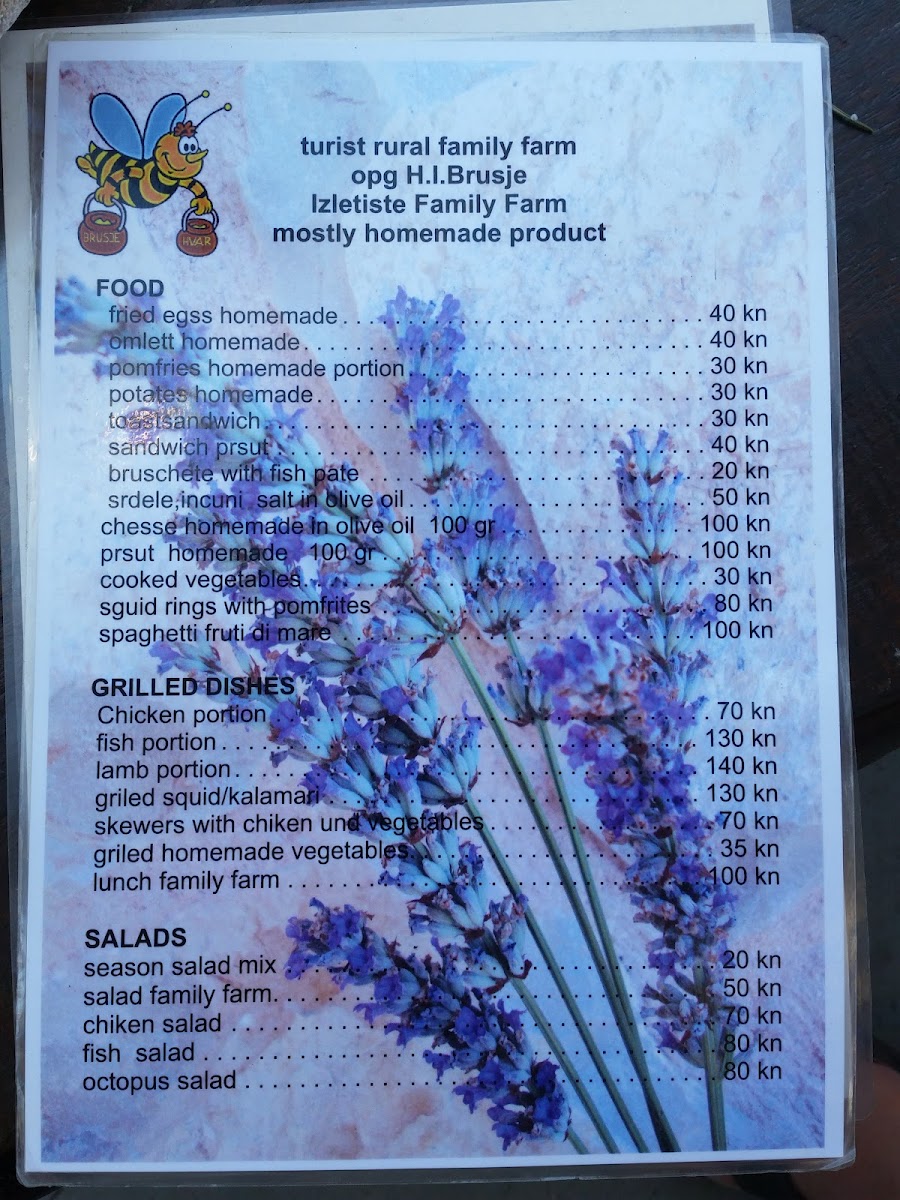 BRUSJE
HVAR
turist rural family farm
opg H.I.Brusje
Izletiste Family Farm
mostly homemade product
FOOD
fried egss homemade . . . . . . . . . . . . . . . . . . . . . . . . . . . . 40 kn
omlett homemade . . . . . . . . . . . . . . . . . . . . . . . . . . . . 40 kn
pomfries homemade portion . . . . . . . . . . . . . . . . . . . . . . . 30 kn
potates homemade . . . . . . . . . . . . . . . . . . . . . . . . . . . . 30 kn
toastsandwich . . . . . . . . . . . . . . . . . . . . . . . . . . . . 30 kn
sandwich prsut . . . . . . . . . . . . . . . . . . . . . . . . . . . . 40 kn
bruschete with fish pate . . . . . . . . . . . . . . . . . . . . . . . 20 kn
srdele,incuni salt in olive oil . . . . . . . . . . . . . . . . . . . . . 50 kn
chesse homemade in olive oil 100 gr . . . . . . . . . . . . . . . 100 kn
prsut homemade 100 gr . . . . . . . . . . . . . . . . . . . . . . . 100 kn
cooked vegetables . . . . . . . . . . . . . . . . . . . . . . . . . . . . 30 kn
sguid rings with pomfrites . . . . . . . . . . . . . . . . . . . . . . . 80 kn
spaghetti fruti di mare . . . . . . . . . . . . . . . . . . . . . . . 100 kn
GRILLED DISHES
Chicken portion . . . . . . . . . . . . . . . . . . . . . . . . . . . . 70 kn
fish portion . . . . . . . . . . . . . . . . . . . . . . . . . . . . 130 kn
lamb portion . . . . . . . . . . . . . . . . . . . . . . . . . . . . 140 kn
griled squid/kalamari . . . . . . . . . . . . . . . . . . . . . . . 130 kn
skewers with chiken und vegetables . . . . . . . . . . . . . . . 70 kn
griled homemade vegetables . . . . . . . . . . . . . . . . . . . . . 35 kn
lunch family farm . . . . . . . . . . . . . . . . . . . . . . . . . . . . 100 kn
SALADS
season salad mix . . . . . . . . . . . . . . . . . . . . . . . . . . . . 20 kn
salad family farm . . . . . . . . . . . . . . . . . . . . . . . . . . . . 50 kn
chiken salad . . . . . . . . . . . . . . . . . . . . . . . . . . . . 70 kn
fish salad . . . . . . . . . . . . . . . . . . . . . . . . . . . . 80 kn
octopus salad . . . . . . . . . . . . . . . . . . . . . . . . . . . . 80 kn